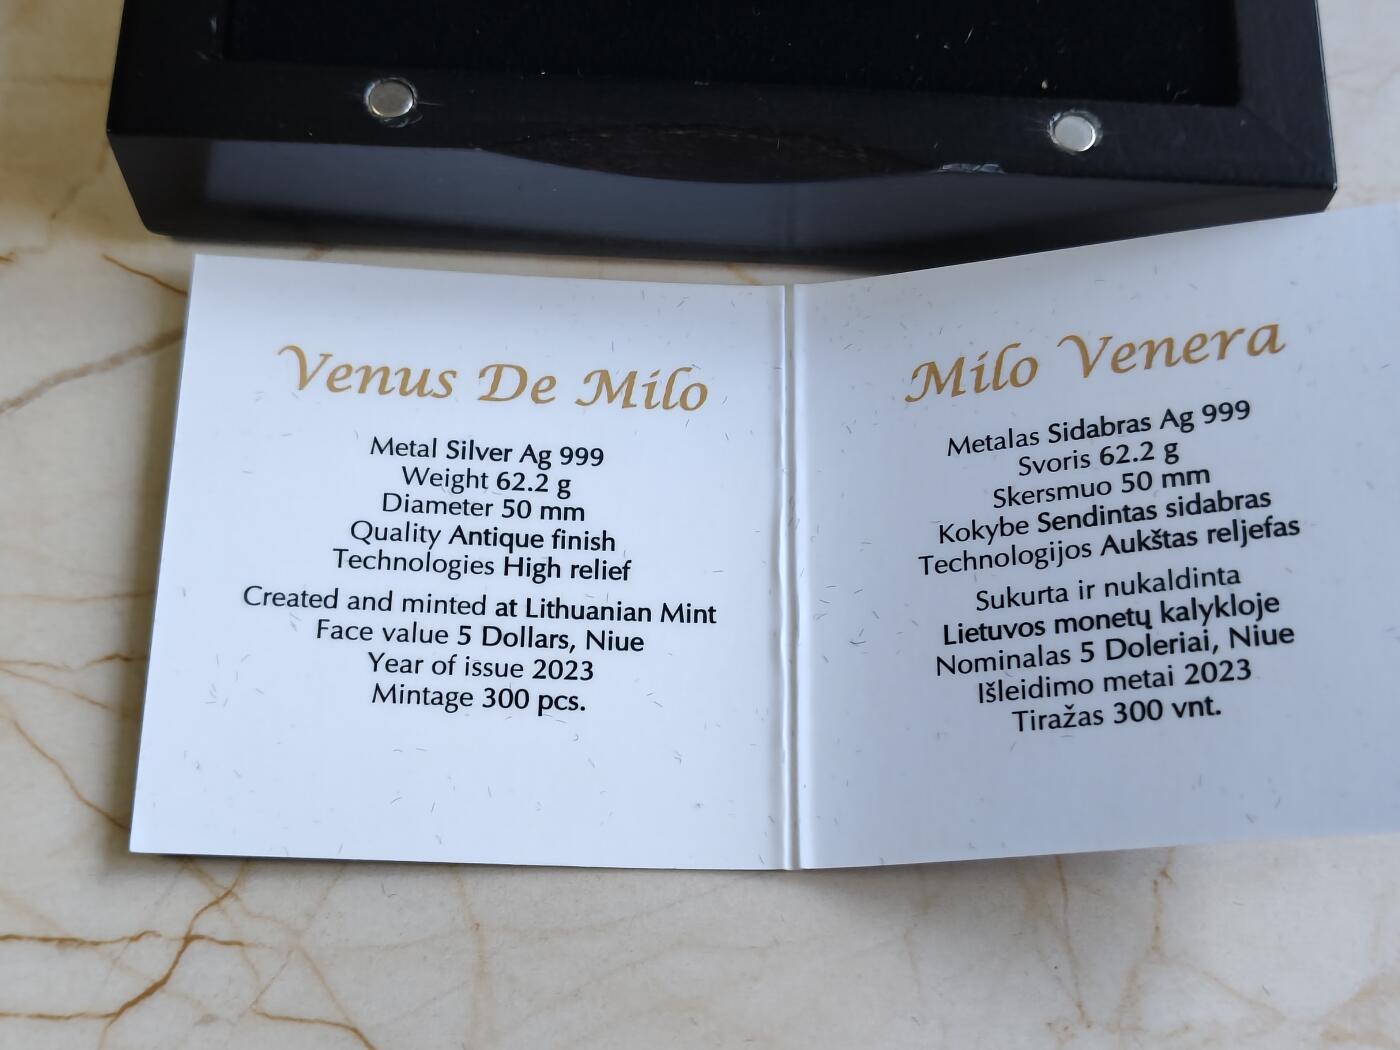 Venus De Milo
Metal Silver Ag 999
Weight 62.2 g
Diameter 50 mm
Quality Antique finish
Technologies High relief
Created and minted at Lithuanian Mint
Face value 5 Dollars, Niue
Year of issue 2023
Mintage 300 pcs.
Milo Venera
Metalas Sidabras Ag 999
Svoris 62.2 g
Skersmuo 50 mm
Kokybe Sendintas sidabras
Technologijos Aukštas reljefas
Sukurta ir nukaldinta
Lietuvos monetų kalykloje
Nominalas 5 Doleriai, Niue
Išleidimo metai 2023
Tiražas 300 vnt.